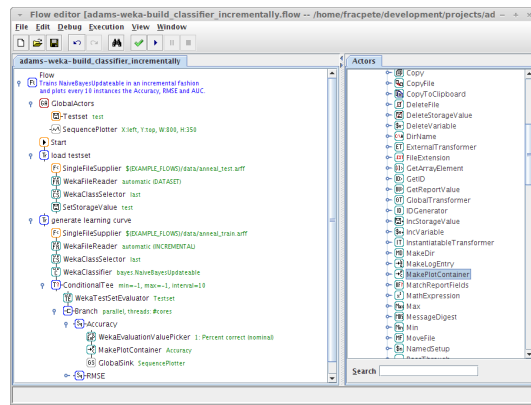 Flow editor [adams-weka-build_classifier_incrementally.flow -- /home/fracpete/development/projects/ad
File Edit Debug Execution View Window
adams-weka-build_classifier_incrementally
Flow
Trains NaiveBayesUpdateable in an incremental fashion
and plots every 10 instances the Accuracy, RMSE and AUC.
GlobalActors
Testset test
SequencePlotter X:left, Y:top, W:800, H:350
Start
load testset
SingleFileSupplier ${EXAMPLE_FLOWS}/data/anneal_test.arff
WekaFileReader automatic (DATASET)
WekaClassSelector last
SetStorageValue test
generate learning curve
SingleFileSupplier ${EXAMPLE_FLOWS}/data/anneal_train.arff
WekaFileReader automatic (INCREMENTAL)
WekaClassSelector last
WekaClassifier bayes.NaiveBayesUpdateable
ConditionalTee min=-1, max=-1, interval=10
WekaTestSetEvaluator Testset
Branch parallel, threads: #cores
Accuracy
WekaEvaluationValuePicker 1: Percent correct (nominal)
MakePlotContainer Accuracy
GlobalSink SequencePlotter
RMSE
Actors
Copy
CopyFile
CopyToClipboard
DeleteFile
DeleteStorageValue
DeleteVariable
DirName
ExternalTransformer
FileExtension
GetArrayElement
GetID
GetReportValue
GlobalTransformer
IDGenerator
IncStorageValue
IncVariable
InstantiatableTransformer
MakeDir
MakeLogEntry
MakePlotContainer
MatchReportFields
MathExpression
Max
MessageDigest
Min
MoveFile
NamedSetup
Search